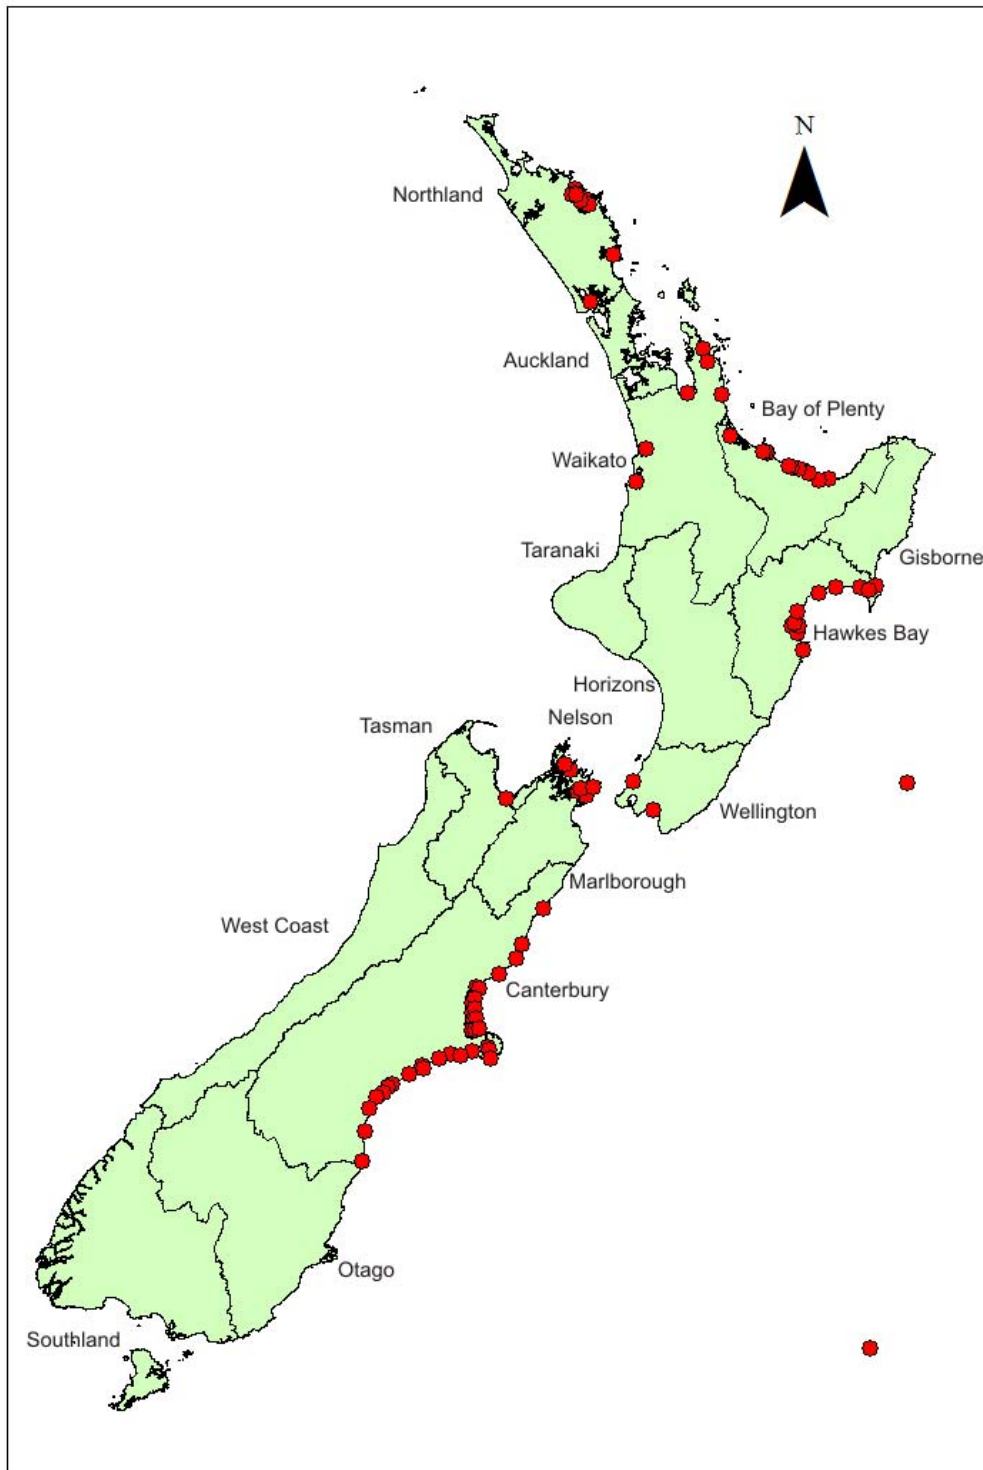 N
Northland
Auckland
Bay of Plenty
Waikato
Taranaki
Gisborne
Hawkes Bay
Horizons
Nelson
Tasman
Wellington
Marlborough
West Coast
Canterbury
Otago
Southland